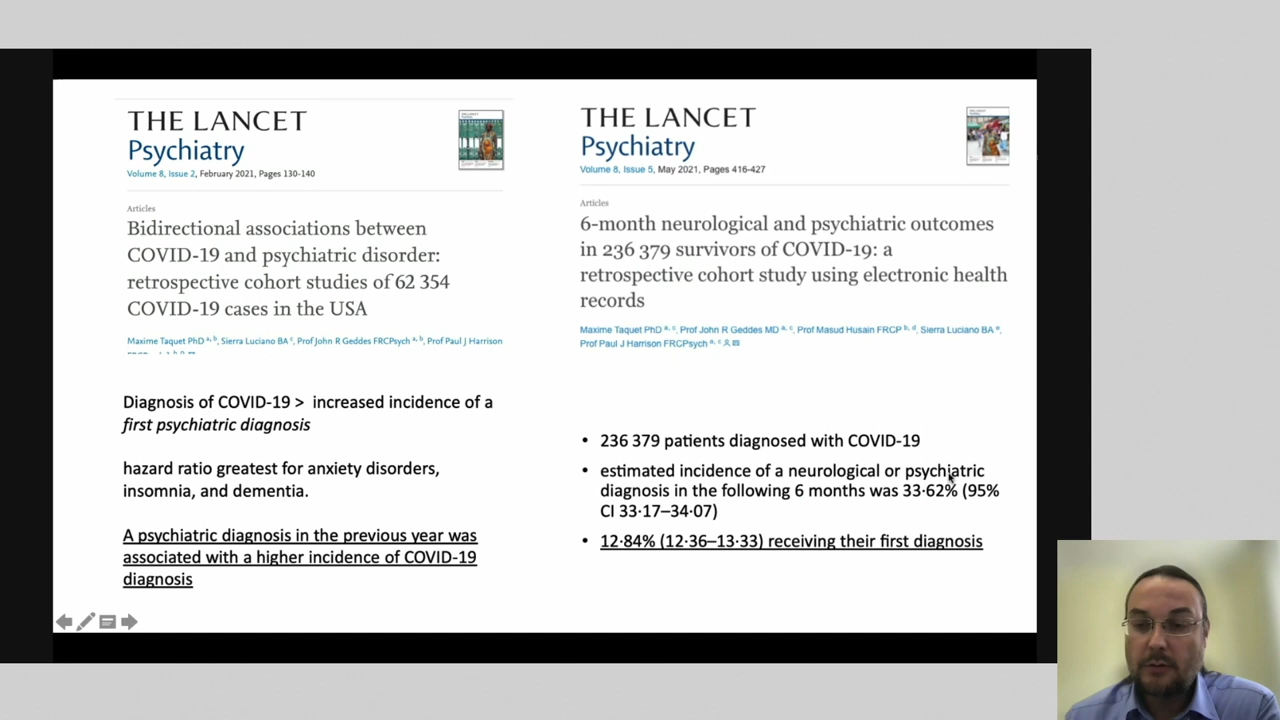 THE LANCET
Psychiatry
Volume 8, Issue 2, February 2021, Pages 130-140
Articles
Bidirectional associations between
COVID-19 and psychiatric disorder:
retrospective cohort studies of 62 354
COVID-19 cases in the USA
Maxime Taquet PhD a, b, Sierra Luciano BA c, Prof John R Geddes FRCPsych a, b, Prof Paul J Harrison
Diagnosis of COVID-19 > increased incidence of a
first psychiatric diagnosis
hazard ratio greatest for anxiety disorders,
insomnia, and dementia.
A psychiatric diagnosis in the previous year was
associated with a higher incidence of COVID-19
diagnosis
THE LANCET
Psychiatry
Volume 8, Issue 5, May 2021, Pages 416-427
Articles
6-month neurological and psychiatric outcomes
in 236 379 survivors of COVID-19: a
retrospective cohort study using electronic health
records
Maxime Taquet PhD a, c, Prof John R Geddes MD a, c, Prof Masud Husain FRCP b, d, Sierra Luciano BA e,
Prof Paul J Harrison FRCPsych a, c
• 236 379 patients diagnosed with COVID-19
• estimated incidence of a neurological or psychiatric
diagnosis in the following 6 months was 33·62% (95%
CI 33·17–34·07)
• 12·84% (12·36–13·33) receiving their first diagnosis